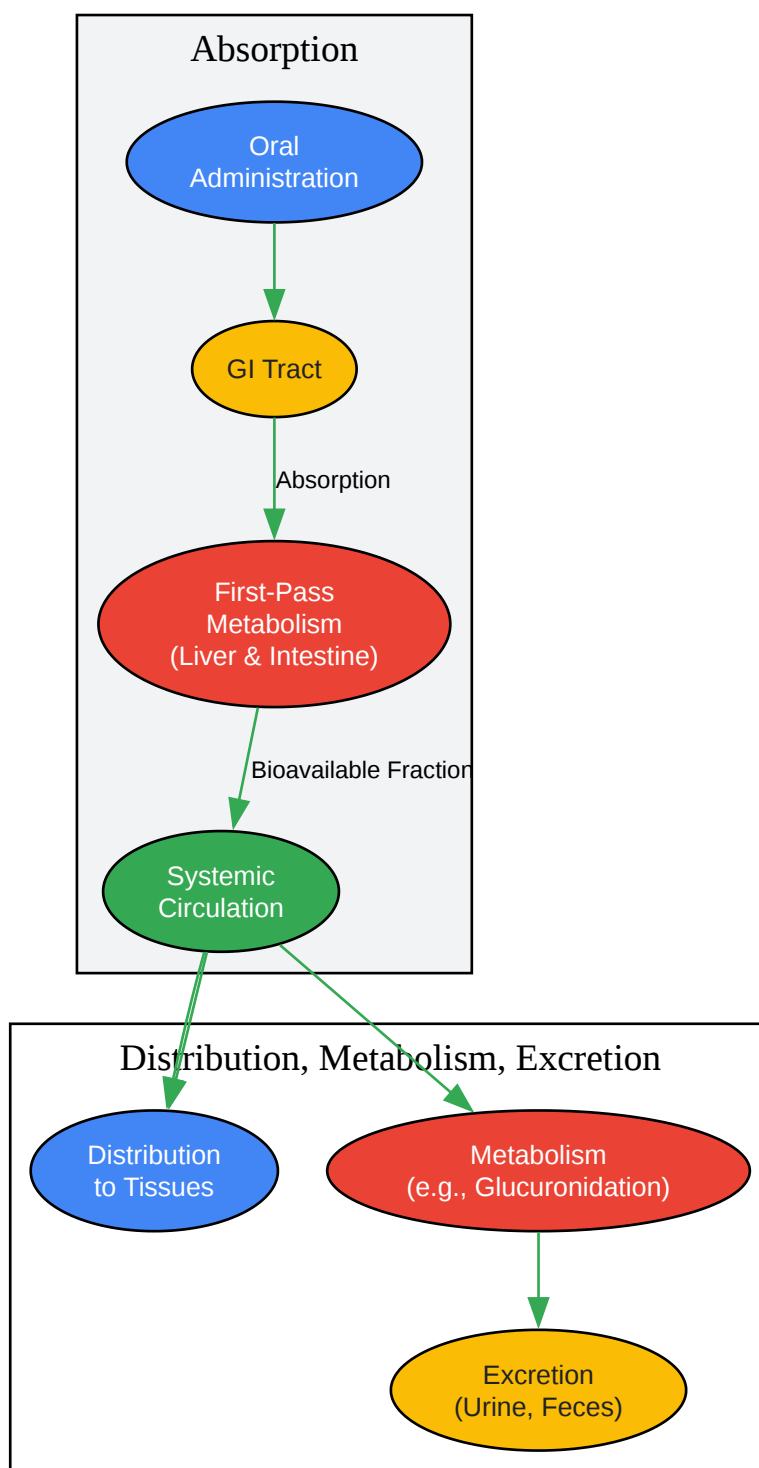 Absorption
Oral
Administration
GI Tract
Absorption
First-Pass
Metabolism
(Liver & Intestine)
Bioavailable Fraction
Systemic
Circulation
Distribution, Metabolism, Excretion
Distribution
to Tissues
Metabolism
(e.g., Glucuronidation)
Excretion
(Urine, Feces)